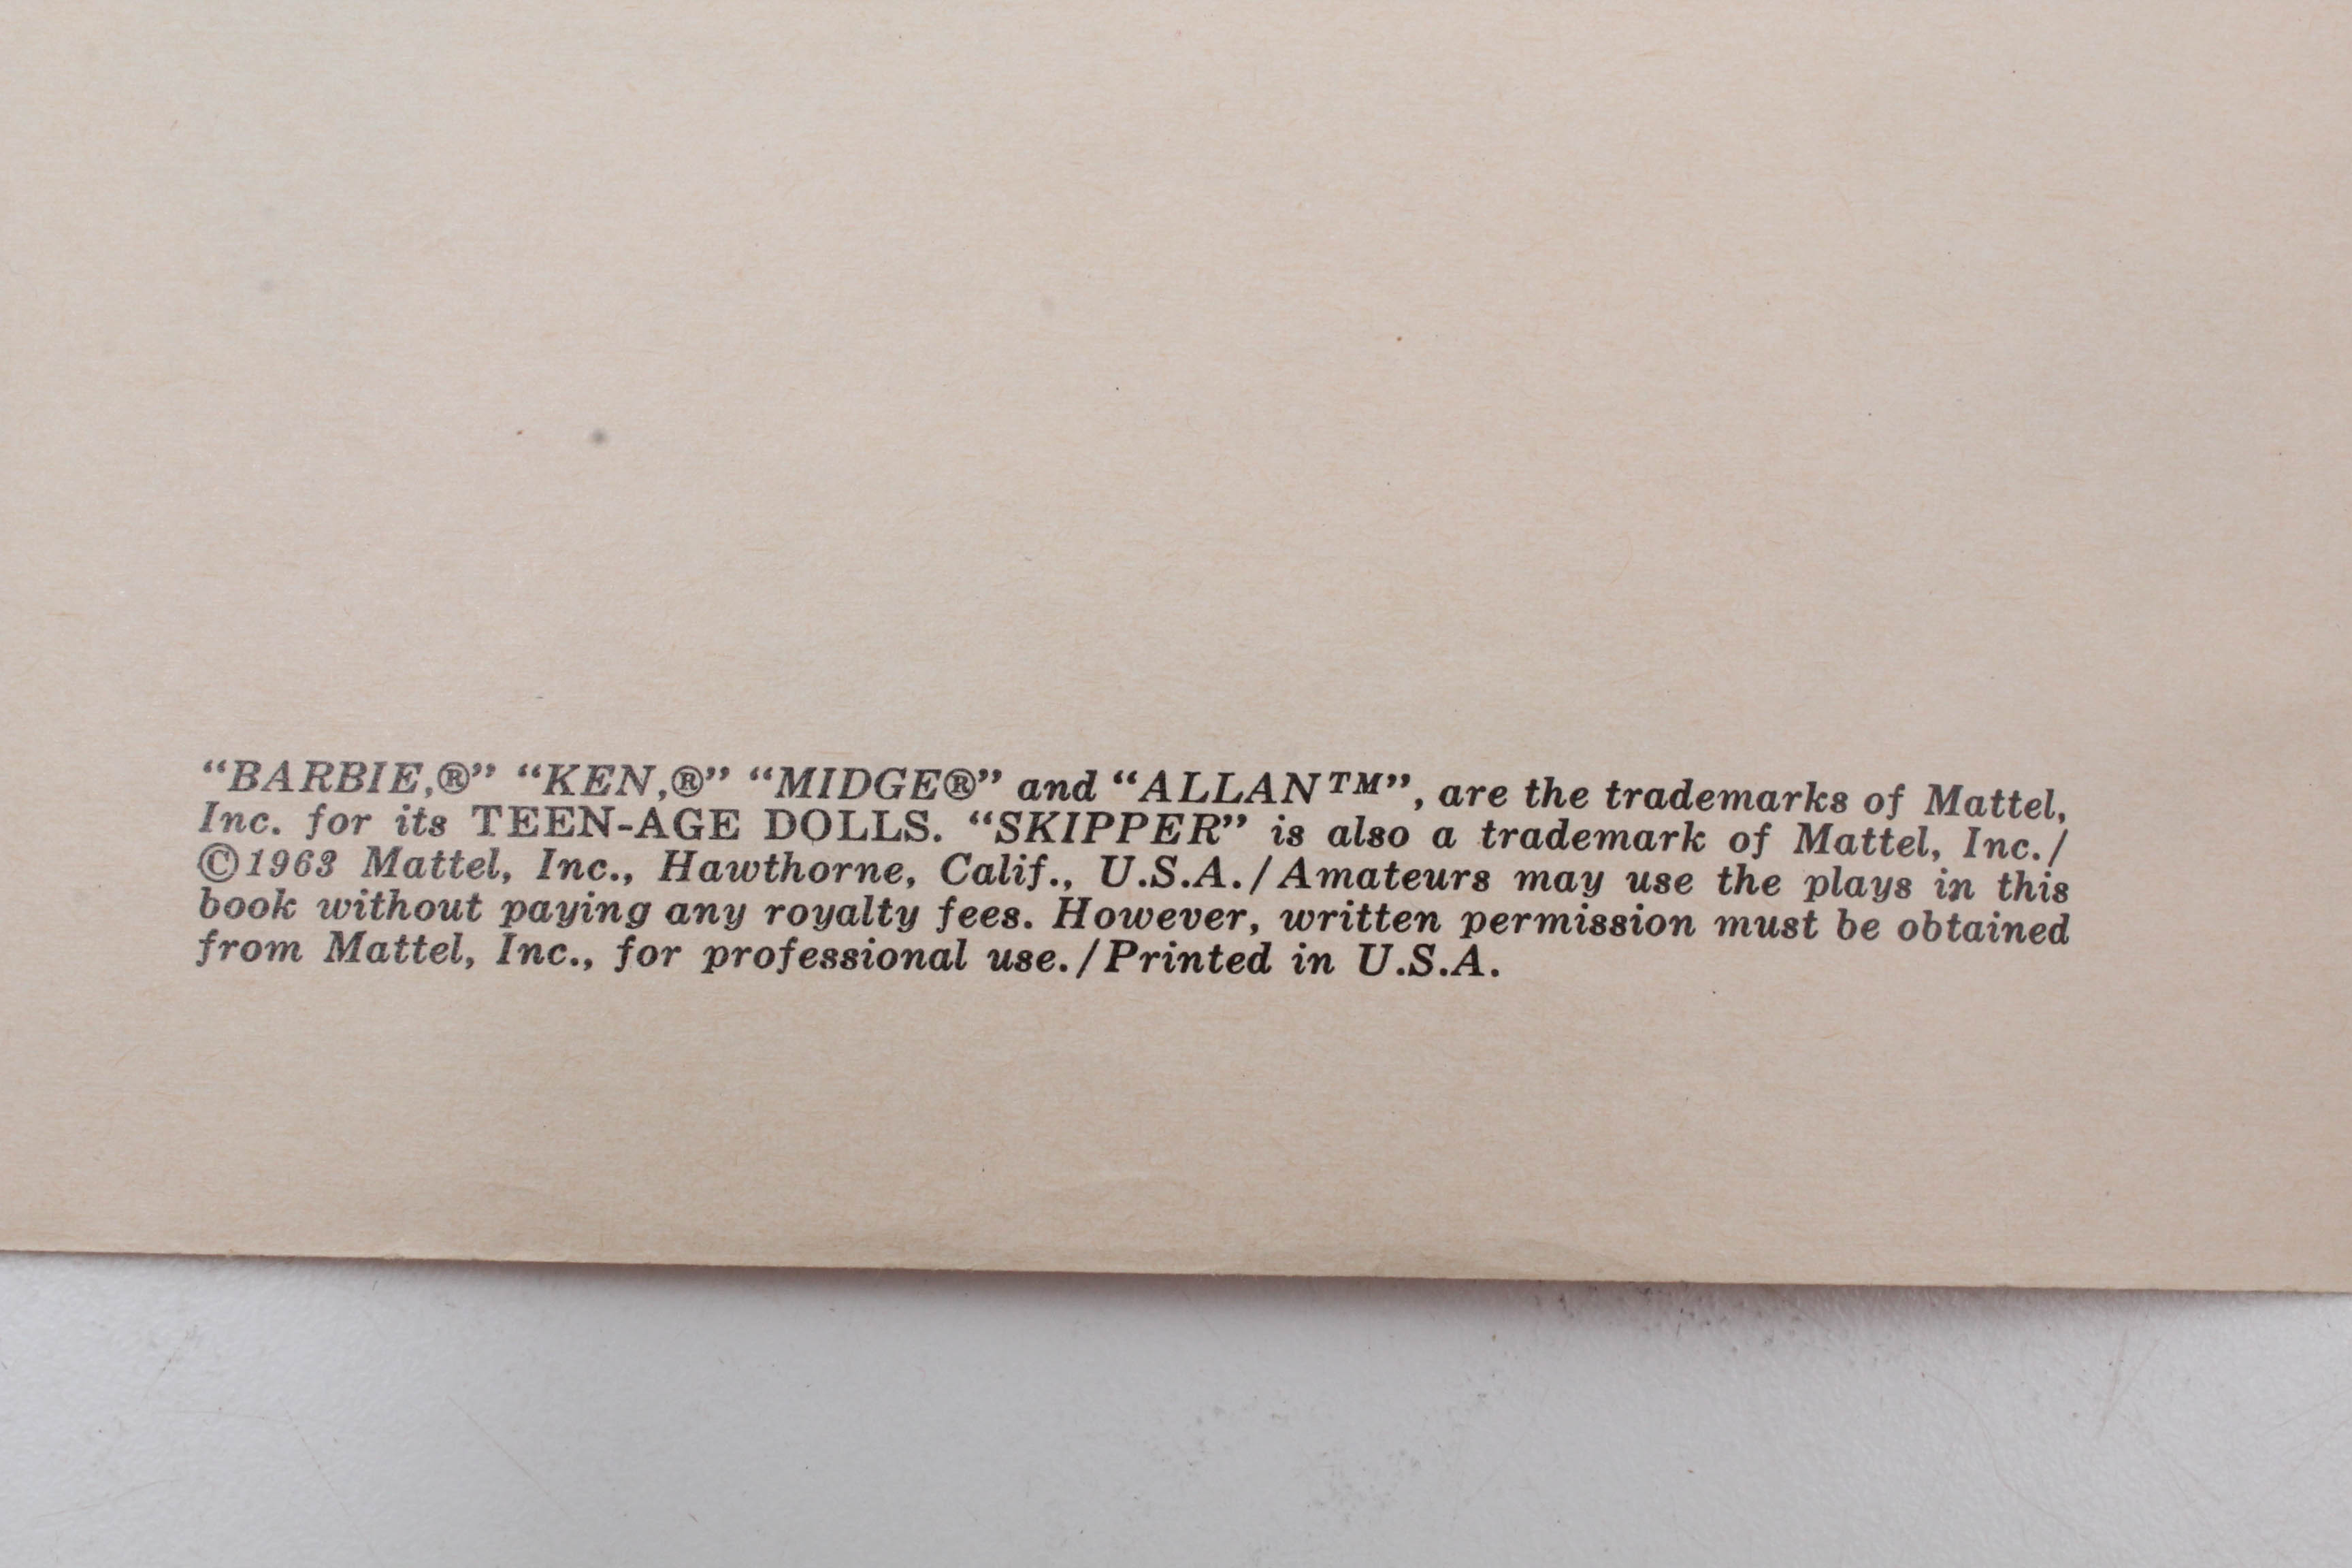 “BARBIE,®” “KEN,®” “MIDGE®” and “ALLAN™”, are the trademarks of Mattel,
Inc. for its TEEN-AGE DOLLS. “SKIPPER” is also a trademark of Mattel, Inc./
©1963 Mattel, Inc., Hawthorne, Calif., U.S.A./Amateurs may use the plays in this
book without paying any royalty fees. However, written permission must be obtained
from Mattel, Inc., for professional use./Printed in U.S.A.